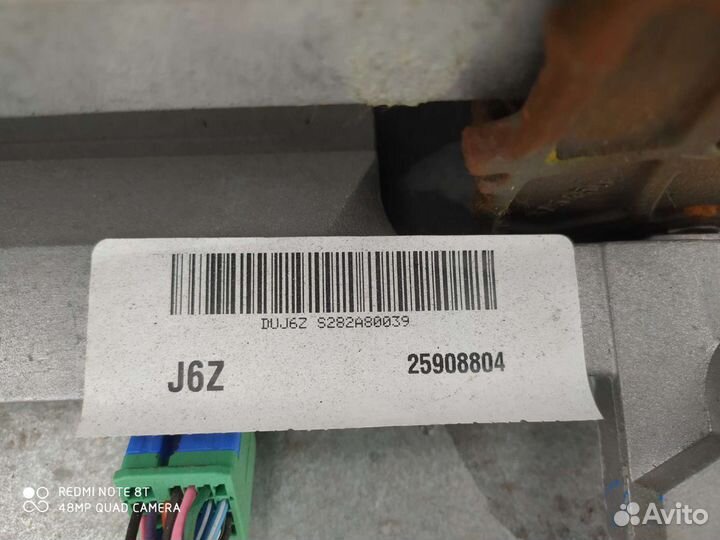 DUJ6Z S282A80039
J6Z
25908804
REDMI NOTE 8T
48MP QUAD CAMERA
Avito